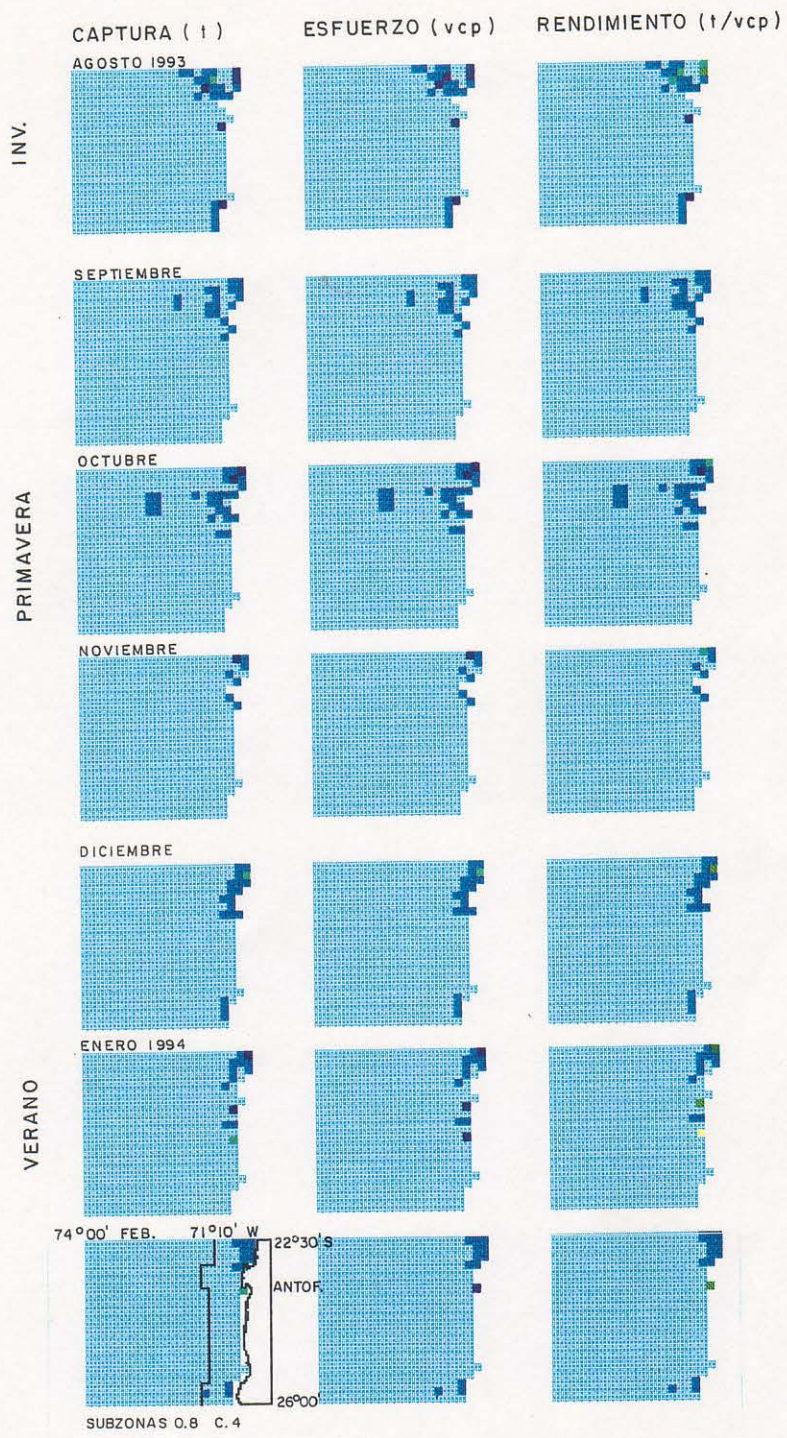 CAPTURA ( t ) ESFUERZO (vcp) RENDIMIENTO (t/vcp)
AGOSTO 1993
INV.
SEPTIEMBRE
PRIMAVERA
OCTUBRE
NOVIEMBRE
DICIEMBRE
VERANO
ENERO 1994
74°00' FEB. 71°10' W
22°30'S
ANTOF.
26°00'
SUBZONAS 0.8 C. 4